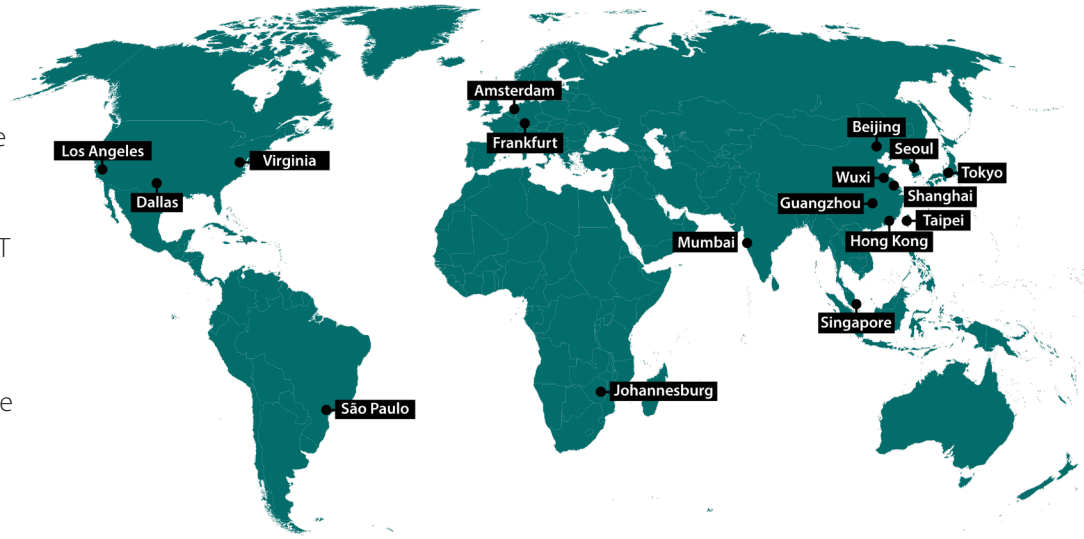 Amsterdam
Beijing
e
Frankfurt
Seoul
Los Angeles
Virginia
Wuxi
Tokyo
Dallas
Guangzhou
Shanghai
Taipei
T
Mumbai
Hong Kong
Singapore
Johannesburg
e
São Paulo